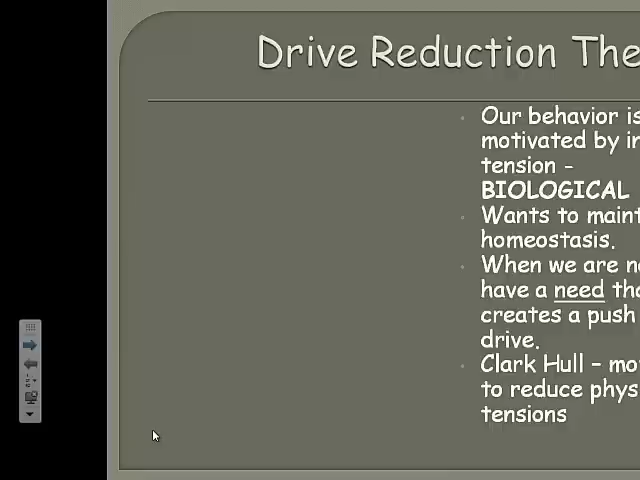 Drive Reduction The
Our behavior is
motivated by in
tension -
BIOLOGICAL
Wants to maint
homeostasis.
When we are no
have a need tha
creates a push
drive.
Clark Hull – mo
to reduce phys
tensions